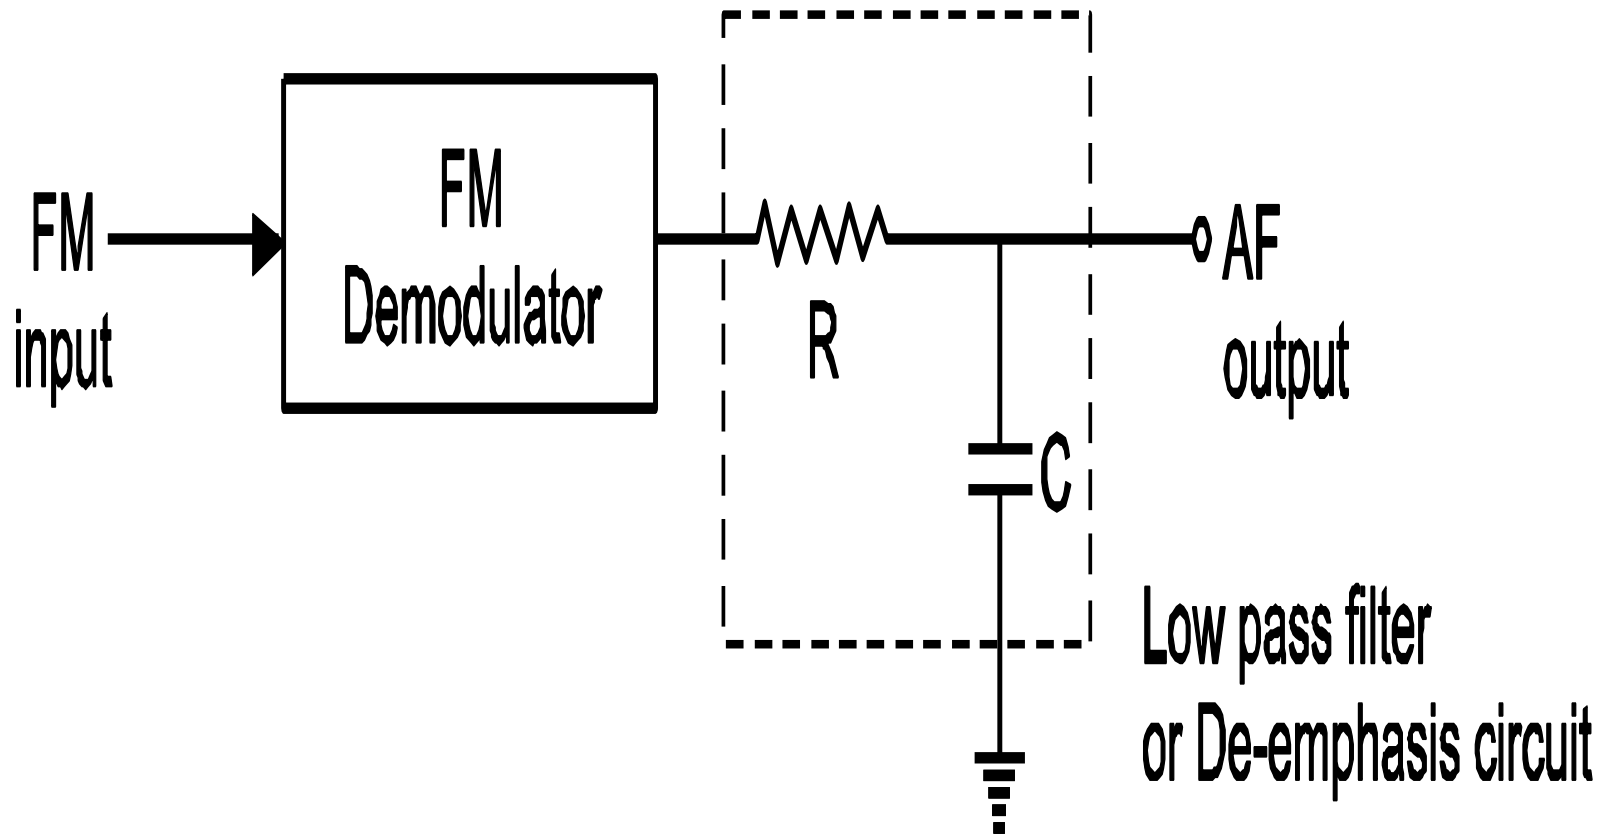 FM
input
FM
Demodulator
R
C
AF
output
Low pass filter
or De-emphasis circuit